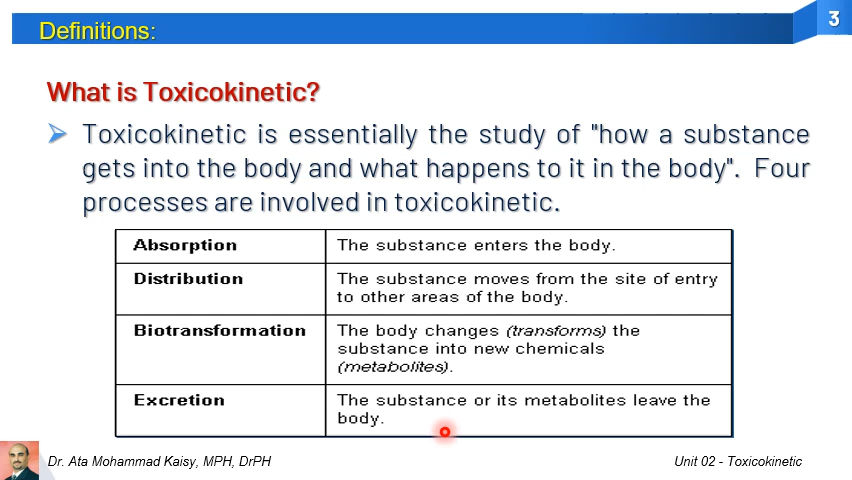 3
Definitions:
What is Toxicokinetic?
Toxicokinetic is essentially the study of "how a substance
gets into the body and what happens to it in the body". Four
processes are involved in toxicokinetic.
Absorption The substance enters the body.
Distribution The substance moves from the site of entry
to other areas of the body.
Biotransformation The body changes (transforms) the
substance into new chemicals
(metabolites).
Excretion The substance or its metabolites leave the
body.
Dr. Ata Mohammad Kaisy, MPH, DrPH Unit 02 - Toxicokinetic